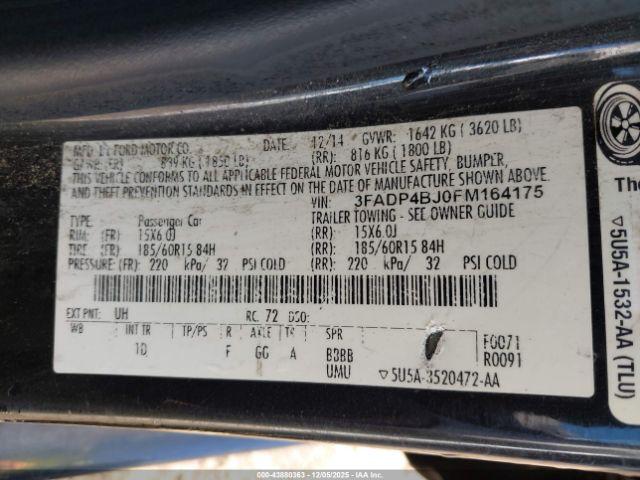 MFD. BY FORD MOTOR CO. DATE: 12/14 GVWR: 1642 KG ( 3620 LB)
839 KG ( 1850 LB) (RR): 816 KG ( 1800 LB)
THIS VEHICLE CONFORMS TO ALL APPLICABLE FEDERAL MOTOR VEHICLE SAFETY, BUMPER,
AND THEFT PREVENTION STANDARDS IN EFFECT ON THE DATE OF MANUFACTURE SHOWN ABOVE.
VIN: 3FADP4BJ0FM164175
TYPE: Passenger Car TRAILER TOWING - SEE OWNER GUIDE
RIM: (FR) 15X6.0J (RR): 15X6.0J
TIRE: (FR) 185/60R15 84H (RR): 185/60R15 84H
PRESSURE: (FR) 220 kPa/ 32 PSI COLD (RR): 220 kPa/ 32 PSI COLD
EXT PNT: UH RC: 72 DSO:
WB INT TR TP/PS R AXLE TR SPR F0071
1D F GG A BDBB R0091
UMU ▽5U5A-3520472-AA
The
▽5U5A-1532-AA (TLU)
000-43880363 - 12/05/2025 - IAAI.COM